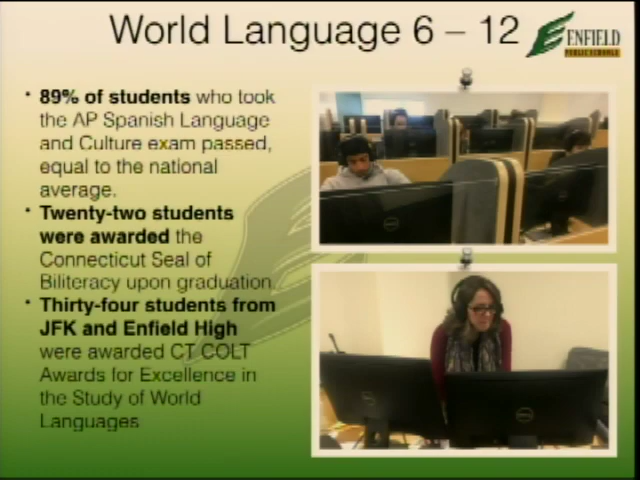 World Language 6 – 12
ENFIELD
PUBLIC SCHOOLS
• 89% of students who took
the AP Spanish Language
and Culture exam passed,
equal to the national
average.
• Twenty-two students
were awarded the
Connecticut Seal of
Biliteracy upon graduation.
• Thirty-four students from
JFK and Enfield High
were awarded CT COLT
Awards for Excellence in
the Study of World
Languages
DELL
DELL